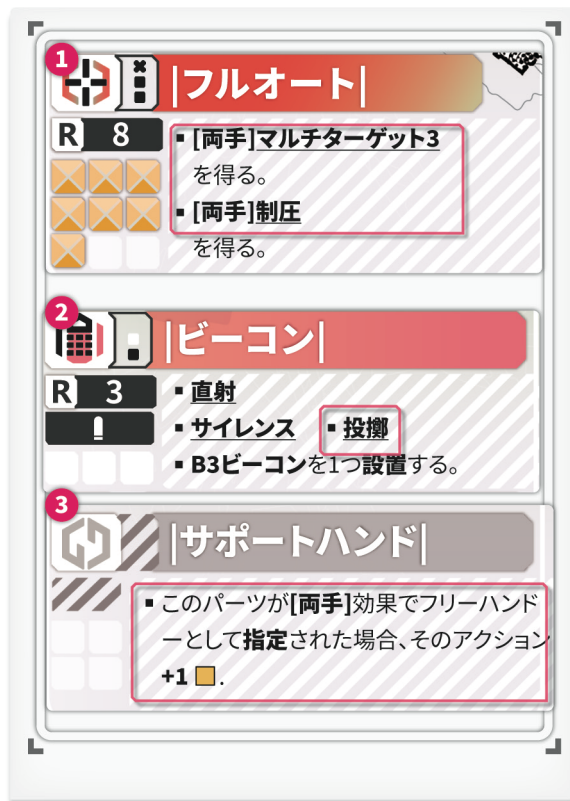 1
|フルオート|
R 8
▪ [両手]マルチターゲット3
を得る。
▪ [両手]制圧
を得る。
2
|ビーコン|
R 3
▪ 直射
▪ サイレンス ▪ 投擲
▪ B3ビーコンを1つ設置する。
3
|サポートハンド|
▪ このパーツが[両手]効果でフリーハンド
ーとして指定された場合、そのアクション
+1 .